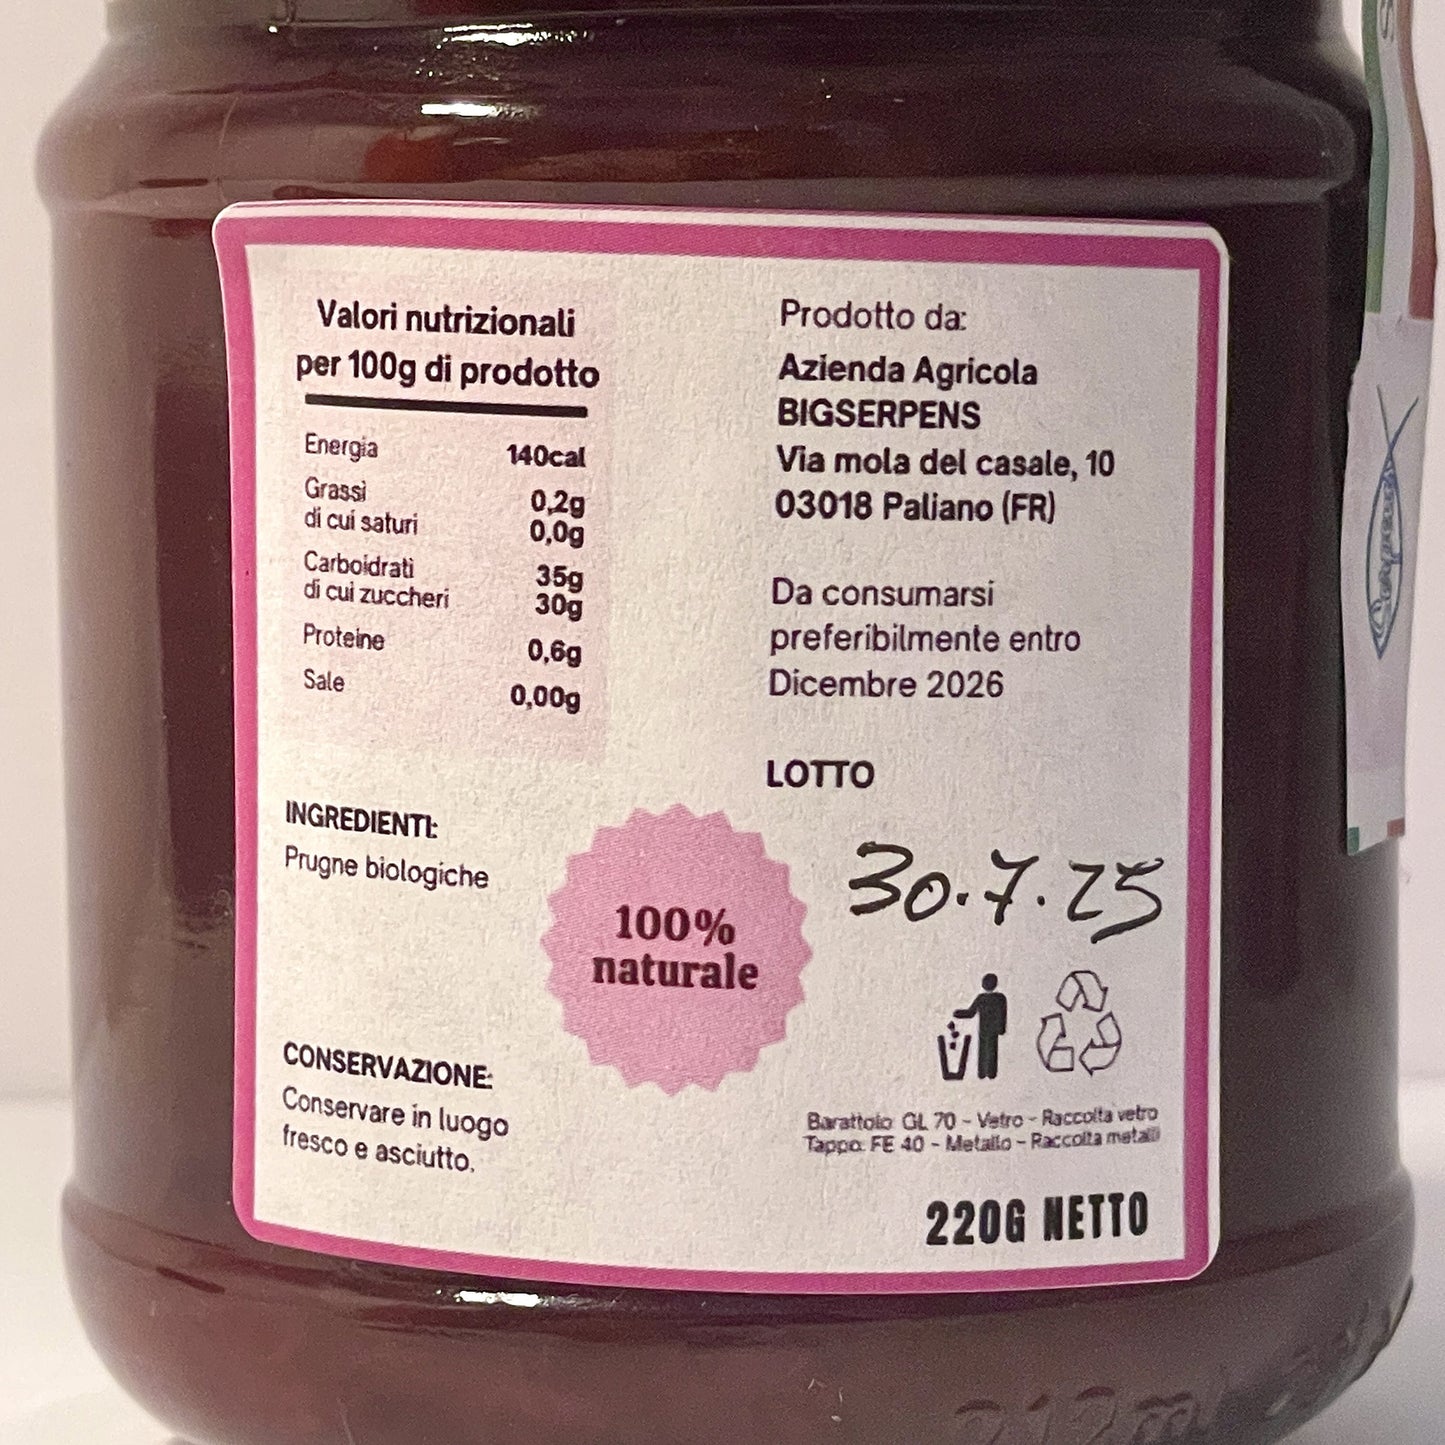 Valori nutrizionali
per 100g di prodotto
Energia 140cal
Grassi 0,2g
di cui saturi 0,0g
Carboidrati 35g
di cui zuccheri 30g
Proteine 0,6g
Sale 0,00g
INGREDIENTI:
Prugne biologiche
100%
naturale
CONSERVAZIONE:
Conservare in luogo
fresco e asciutto.
Prodotto da:
Azienda Agricola
BIGSERPENS
Via mola del casale, 10
03018 Paliano (FR)
Da consumarsi
preferibilmente entro
Dicembre 2026
LOTTO
30.7.25
Barattolo: GL 70 - Vetro - Raccolta vetro
Tappo: FE 40 - Metallo - Raccolta metalli
220G NETTO